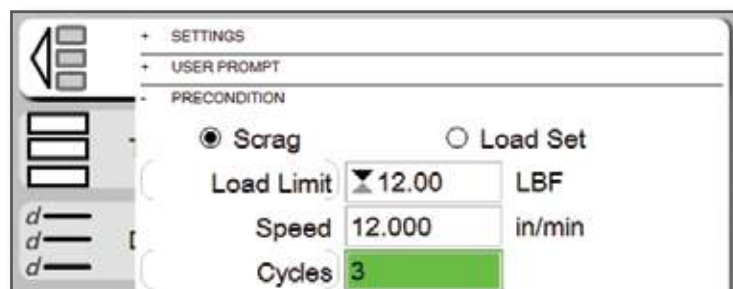 + SETTINGS
+ USER PROMPT
- PRECONDITION
Scrag Load Set
Load Limit 12.00 LBF
Speed 12.000 in/min
d
d
d
Cycles 3